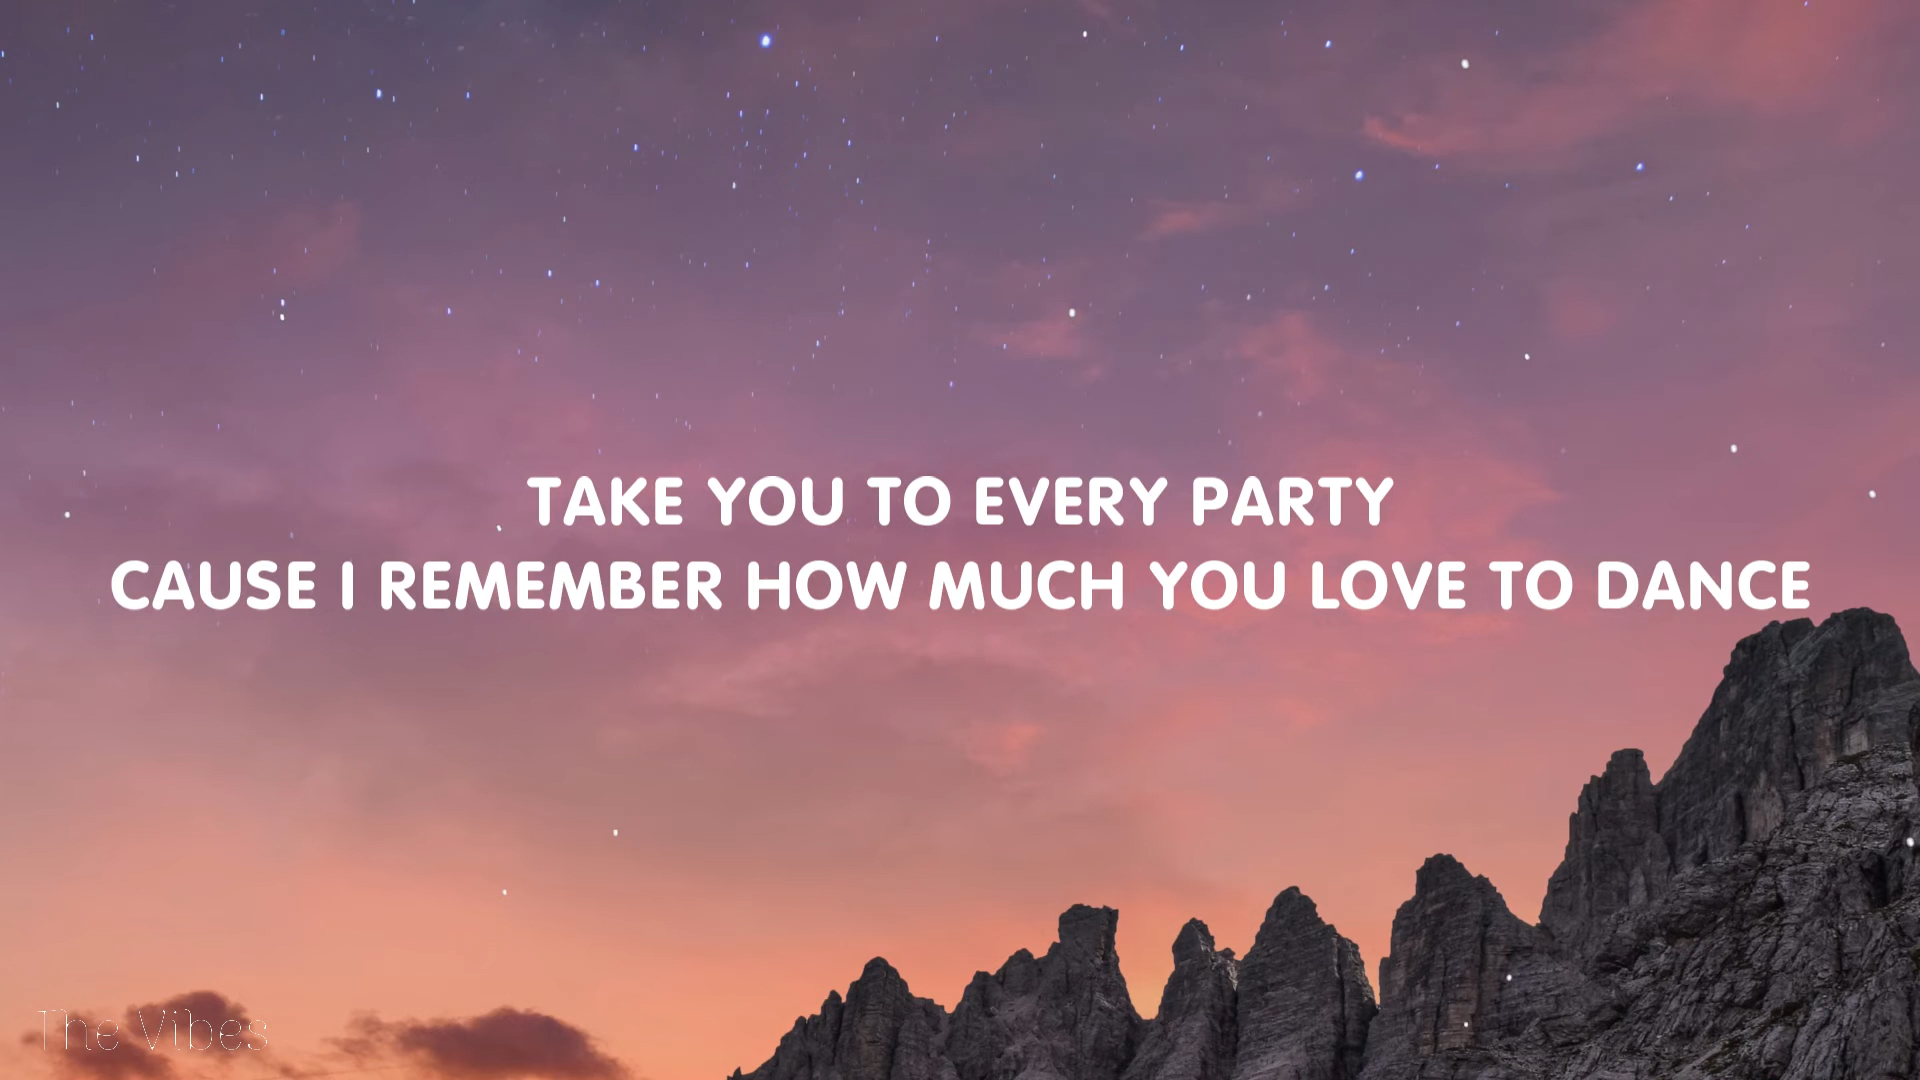 TAKE YOU TO EVERY PARTY
CAUSE I REMEMBER HOW MUCH YOU LOVE TO DANCE
The Vibes